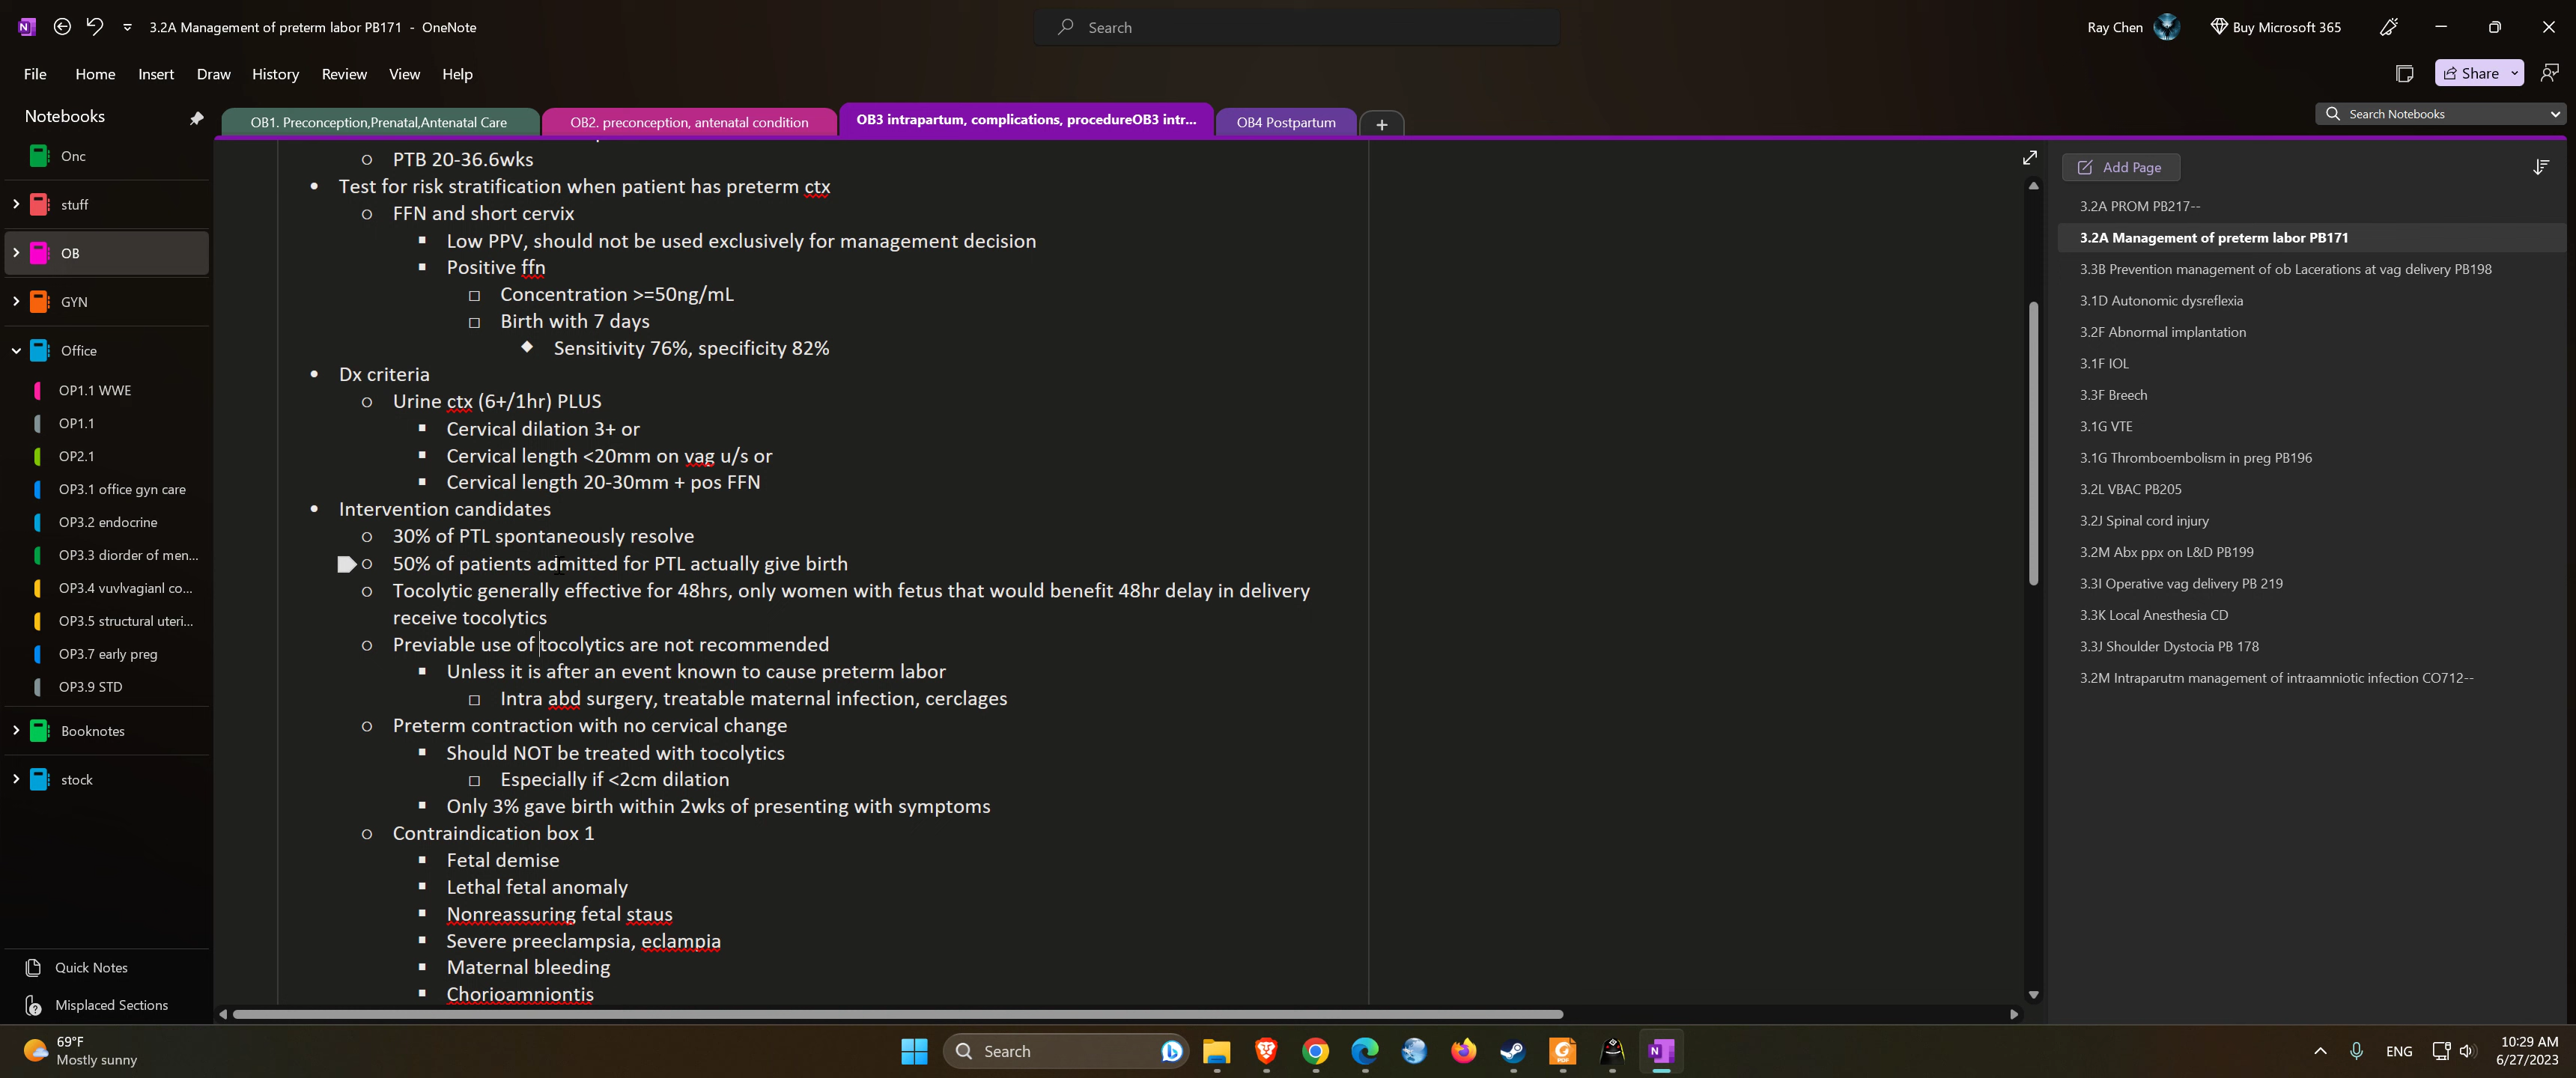 3.2A Management of preterm labor PB171 - OneNote
Search
Ray Chen
Buy Microsoft 365
File Home Insert Draw History Review View Help
Share
Notebooks
OB1. Preconception,Prenatal,Antenatal Care
OB2. preconception, antenatal condition
OB3 intrapartum, complications, procedureOB3 intr...
OB4 Postpartum
+
Search Notebooks
Onc
stuff
OB
GYN
Office
OP1.1 WWE
OP1.1
OP2.1
OP3.1 office gyn care
OP3.2 endocrine
OP3.3 diorder of men...
OP3.4 vuvlvagianl co...
OP3.5 structural uteri...
OP3.7 early preg
OP3.9 STD
Booknotes
stock
Quick Notes
Misplaced Sections
PTB 20-36.6wks
Test for risk stratification when patient has preterm ctx
FFN and short cervix
Low PPV, should not be used exclusively for management decision
Positive ffn
Concentration >=50ng/mL
Birth with 7 days
Sensitivity 76%, specificity 82%
Dx criteria
Urine ctx (6+/1hr) PLUS
Cervical dilation 3+ or
Cervical length <20mm on vag u/s or
Cervical length 20-30mm + pos FFN
Intervention candidates
30% of PTL spontaneously resolve
50% of patients admitted for PTL actually give birth
Tocolytic generally effective for 48hrs, only women with fetus that would benefit 48hr delay in delivery
receive tocolytics
Previable use of tocolytics are not recommended
Unless it is after an event known to cause preterm labor
Intra abd surgery, treatable maternal infection, cerclages
Preterm contraction with no cervical change
Should NOT be treated with tocolytics
Especially if <2cm dilation
Only 3% gave birth within 2wks of presenting with symptoms
Contraindication box 1
Fetal demise
Lethal fetal anomaly
Nonreassuring fetal staus
Severe preeclampsia, eclampia
Maternal bleeding
Chorioamniontis
Add Page
3.2A PROM PB217--
3.2A Management of preterm labor PB171
3.3B Prevention management of ob Lacerations at vag delivery PB198
3.1D Autonomic dysreflexia
3.2F Abnormal implantation
3.1F IOL
3.3F Breech
3.1G VTE
3.1G Thromboembolism in preg PB196
3.2L VBAC PB205
3.2J Spinal cord injury
3.2M Abx ppx on L&D PB199
3.3I Operative vag delivery PB 219
3.3K Local Anesthesia CD
3.3J Shoulder Dystocia PB 178
3.2M Intraparutm management of intraamniotic infection CO712--
69°F
Mostly sunny
Search
ENG
10:29 AM
6/27/2023